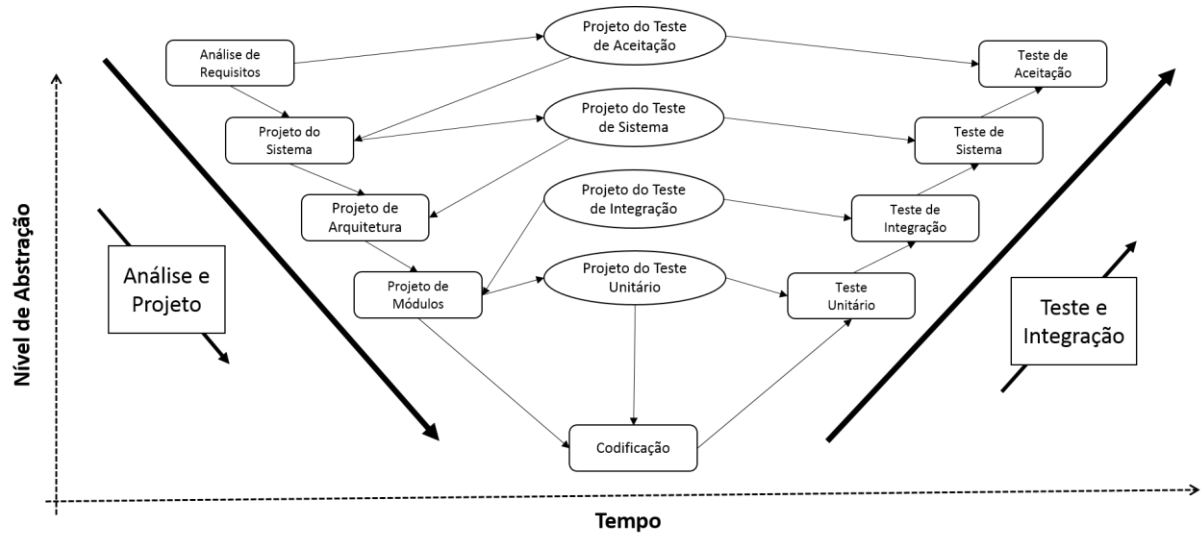 Projeto do Teste
de Aceitação
Análise de
Requisitos
Teste de
Aceitação
Projeto do
Sistema
Projeto do Teste
de Sistema
Teste de
Sistema
Projeto de
Arquitetura
Projeto do Teste
de Integração
Teste de
Integração
Projeto de
Módulos
Projeto do Teste
Unitário
Teste
Unitário
Análise e
Projeto
Teste e
Integração
Nível de Abstração
Codificação
Tempo